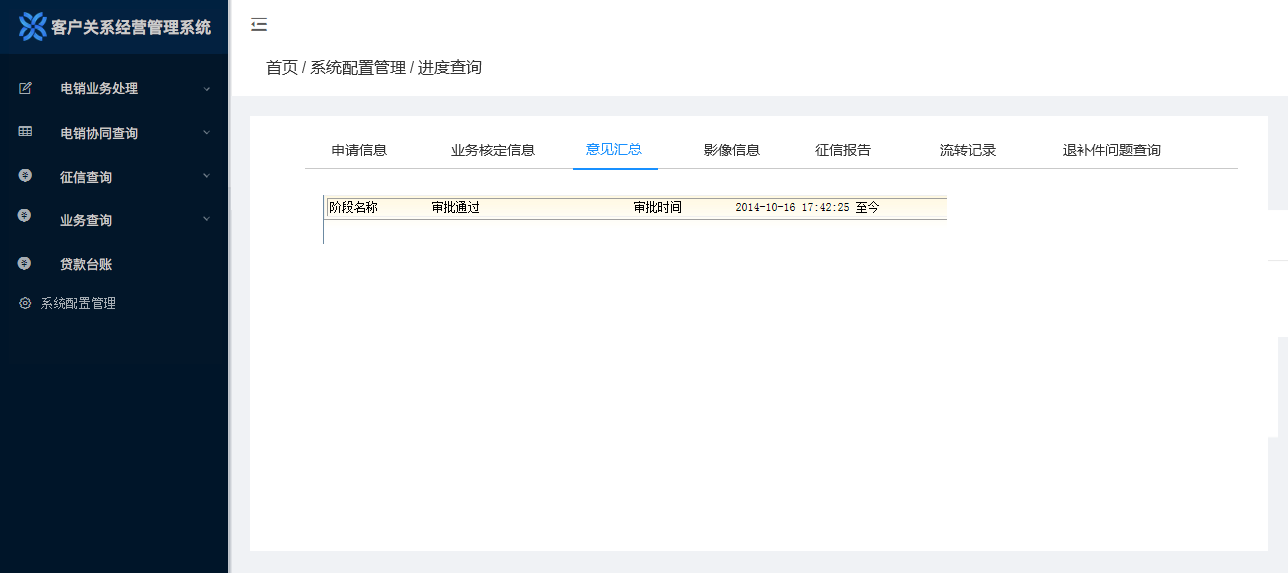 客户关系经营管理系统
首页 / 系统配置管理 / 进度查询
电销业务处理
电销协同查询
征信查询
业务查询
贷款台账
系统配置管理
申请信息 业务核定信息 意见汇总 影像信息 征信报告 流转记录 退补件问题查询
阶段名称 审批通过 审批时间 2014-10-16 17:42:25 至今